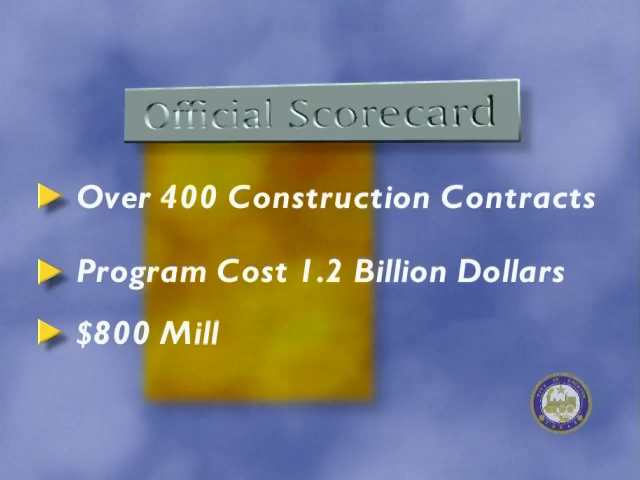 Official Scorecard
Over 400 Construction Contracts
Program Cost 1.2 Billion Dollars
$800 Mill